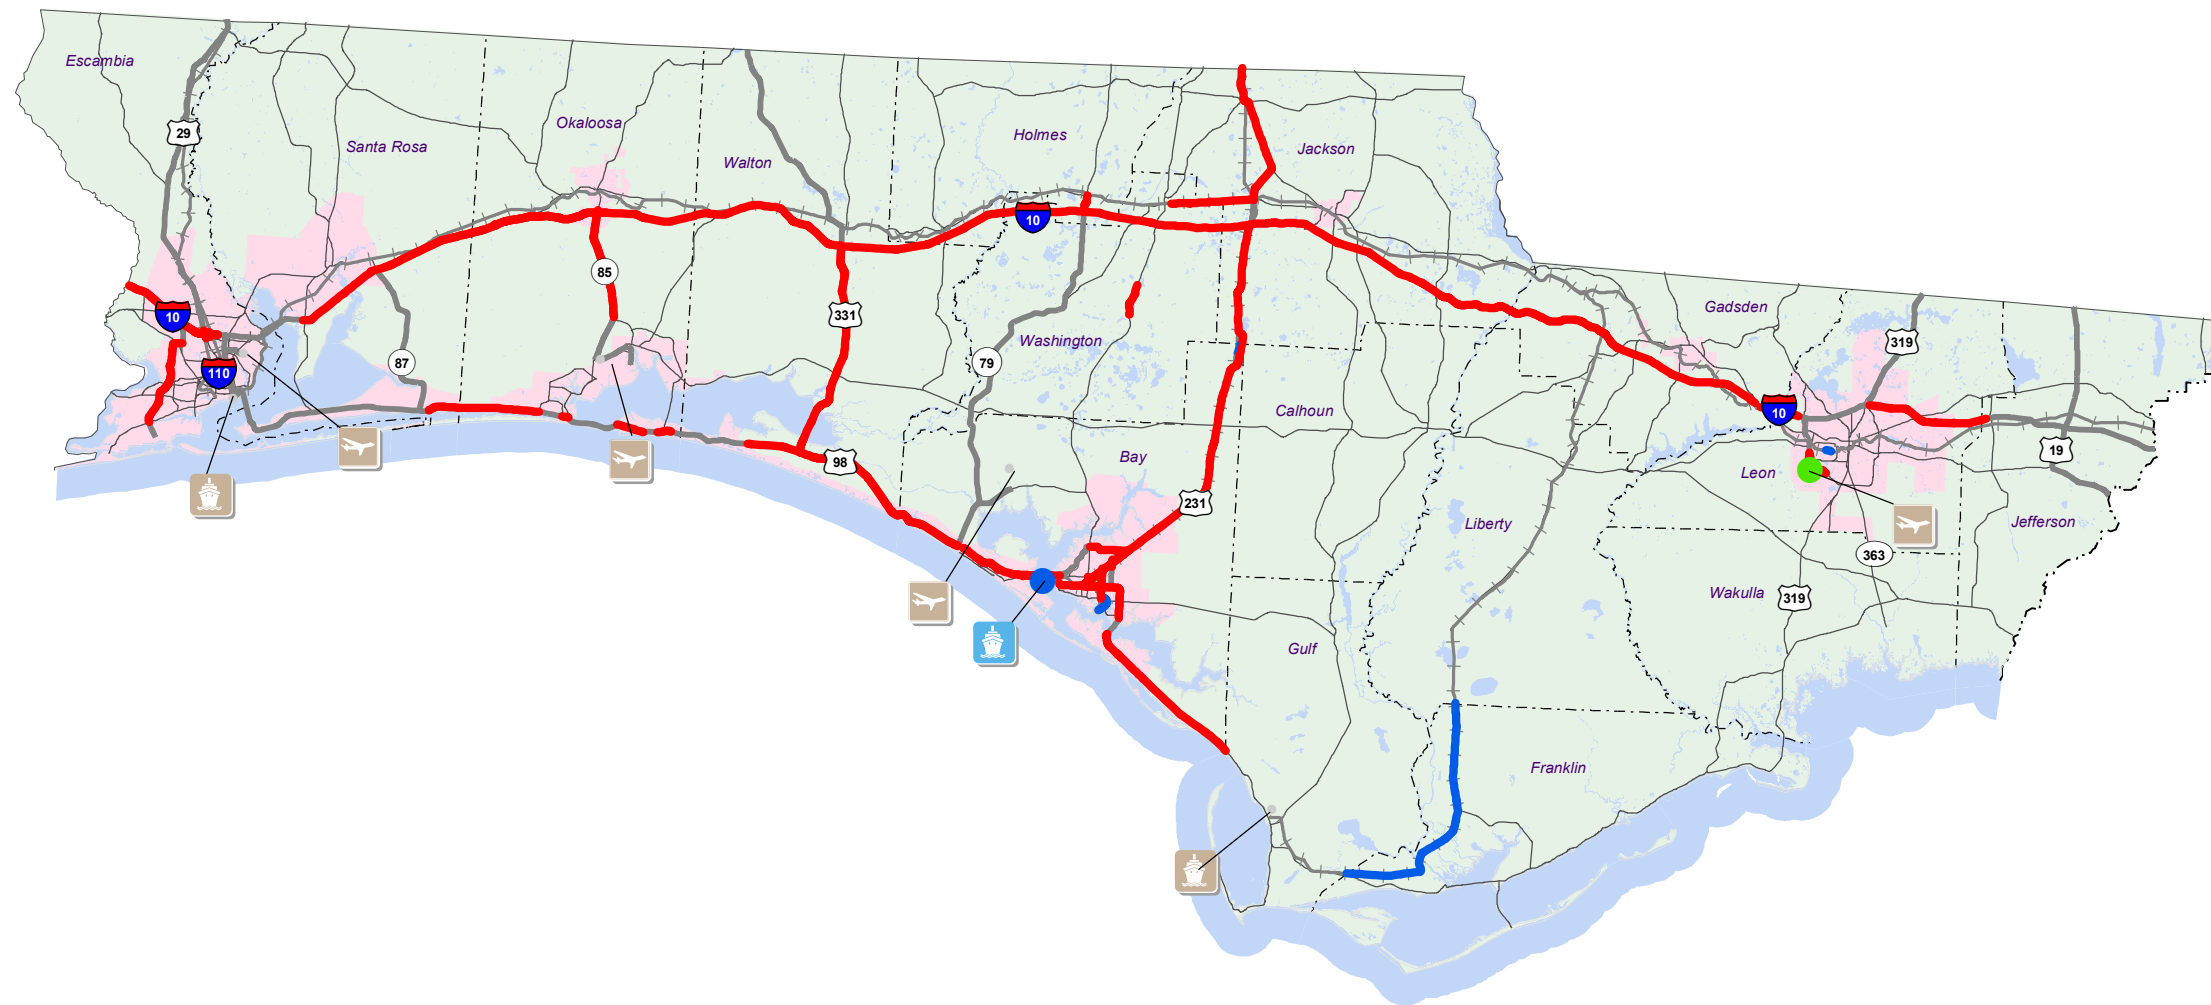 Escambia
29
Santa Rosa
Okaloosa
Walton
Holmes
Jackson
10
85
331
10
110
87
79
Washington
Gadsden
319
10
Calhoun
98
Bay
231
Leon
19
Liberty
Jefferson
363
Wakulla
319
Gulf
Franklin